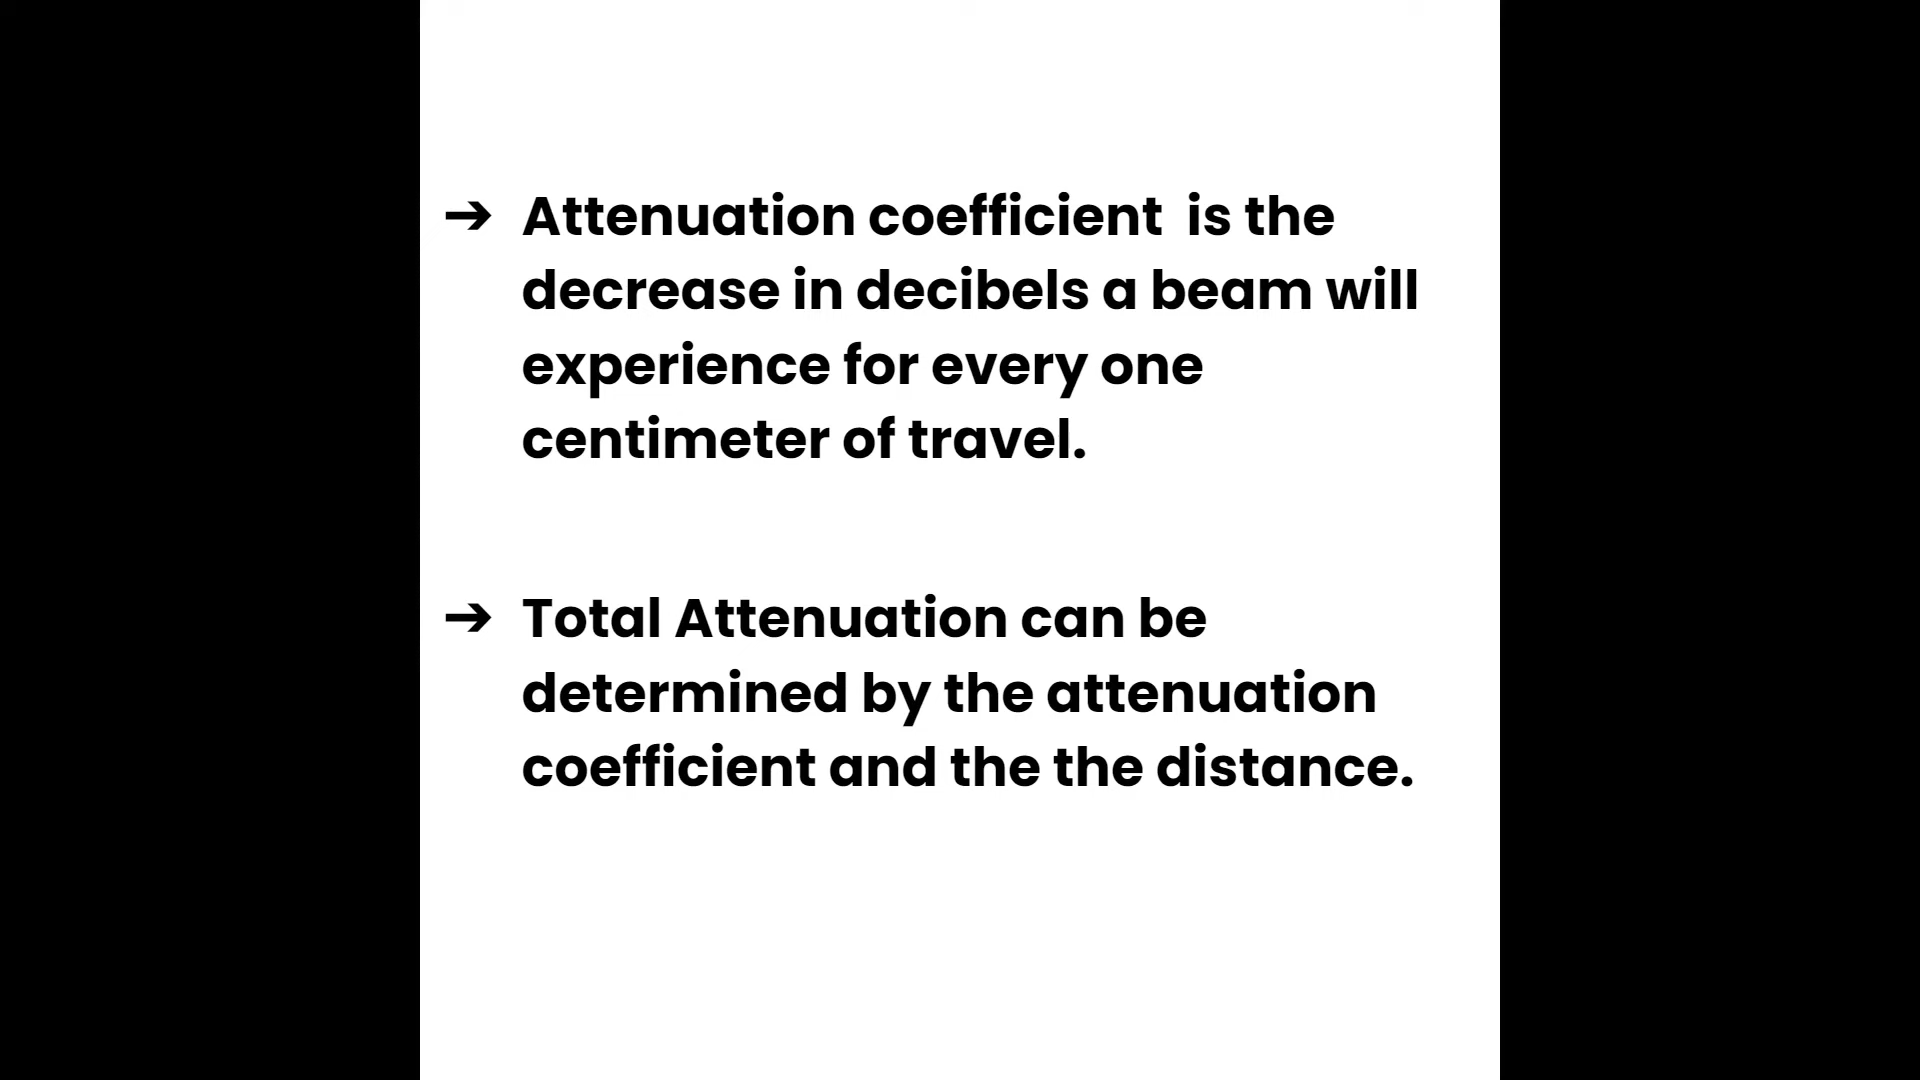 ➔ Attenuation coefficient  is the
decrease in decibels a beam will
experience for every one
centimeter of travel.
➔ Total Attenuation can be
determined by the attenuation
coefficient and the the distance.